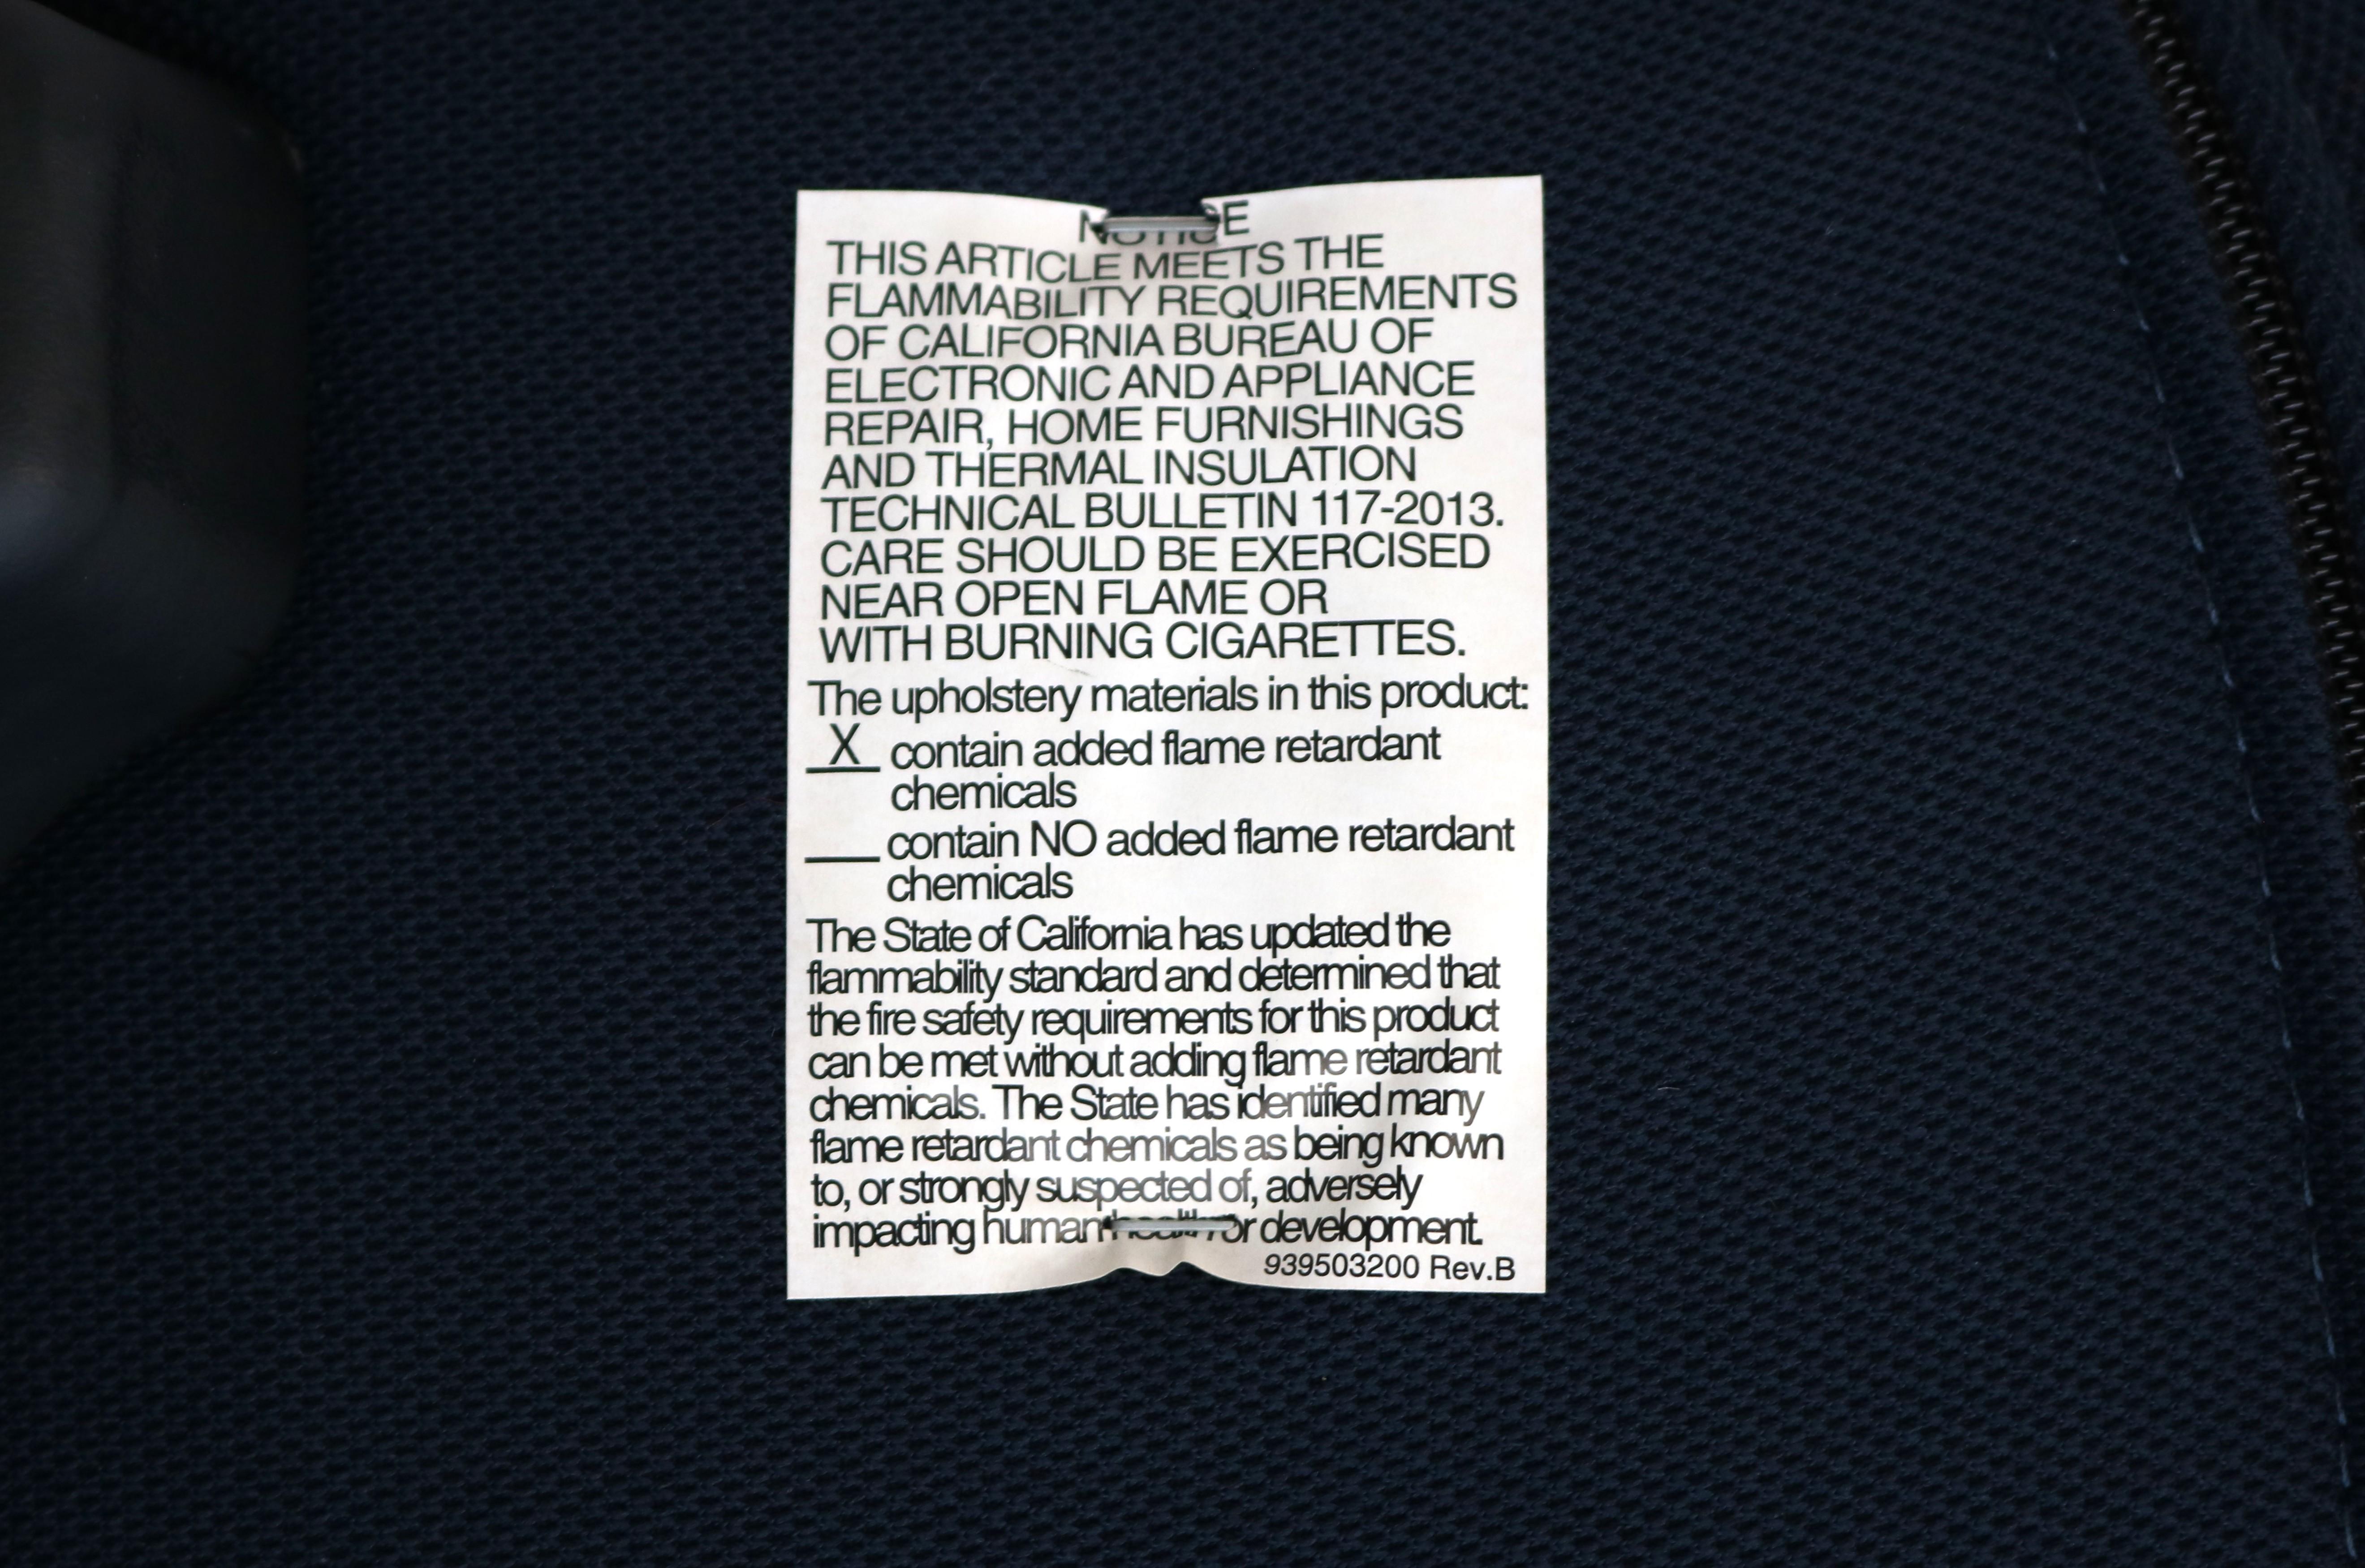 NOTICE
THIS ARTICLE MEETS THE
FLAMMABILITY REQUIREMENTS
OF CALIFORNIA BUREAU OF
ELECTRONIC AND APPLIANCE
REPAIR, HOME FURNISHINGS
AND THERMAL INSULATION
TECHNICAL BULLETIN 117-2013.
CARE SHOULD BE EXERCISED
NEAR OPEN FLAME OR
WITH BURNING CIGARETTES.
The upholstery materials in this product:
X contain added flame retardant
chemicals
___ contain NO added flame retardant
chemicals
The State of California has updated the
flammability standard and determined that
the fire safety requirements for this product
can be met without adding flame retardant
chemicals. The State has identified many
flame retardant chemicals as being known
to, or strongly suspected of, adversely
impacting human health or development.
939503200 Rev.B